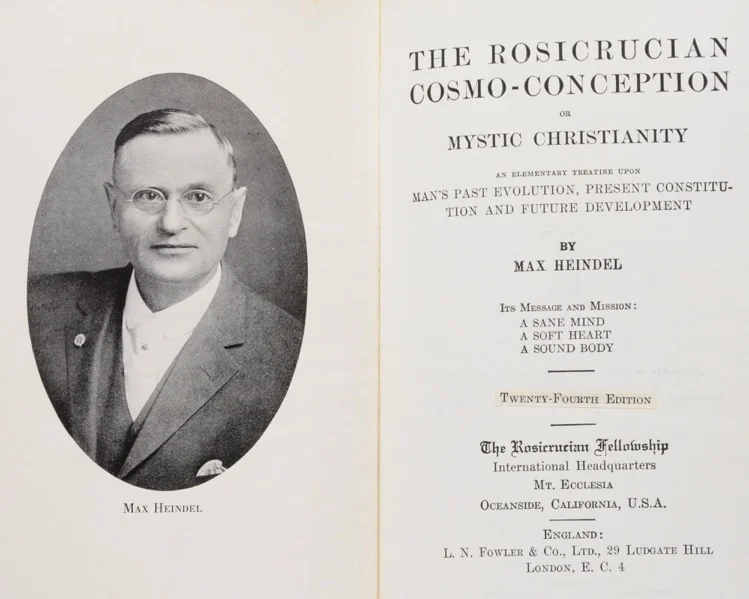 MAX HEINDEL
THE ROSICRUCIAN
COSMO-CONCEPTION
OR
MYSTIC CHRISTIANITY
AN ELEMENTARY TREATISE UPON
MAN'S PAST EVOLUTION, PRESENT CONSTITU-
TION AND FUTURE DEVELOPMENT
BY
MAX HEINDEL
ITS MESSAGE AND MISSION:
A SANE MIND
A SOFT HEART
A SOUND BODY
TWENTY-FOURTH EDITION
The Rosicrucian Fellowship
International Headquarters
MT. ECCLESIA
OCEANSIDE, CALIFORNIA, U.S.A.
ENGLAND:
L. N. FOWLER & CO., LTD., 29 LUDGATE HILL
LONDON, E. C. 4